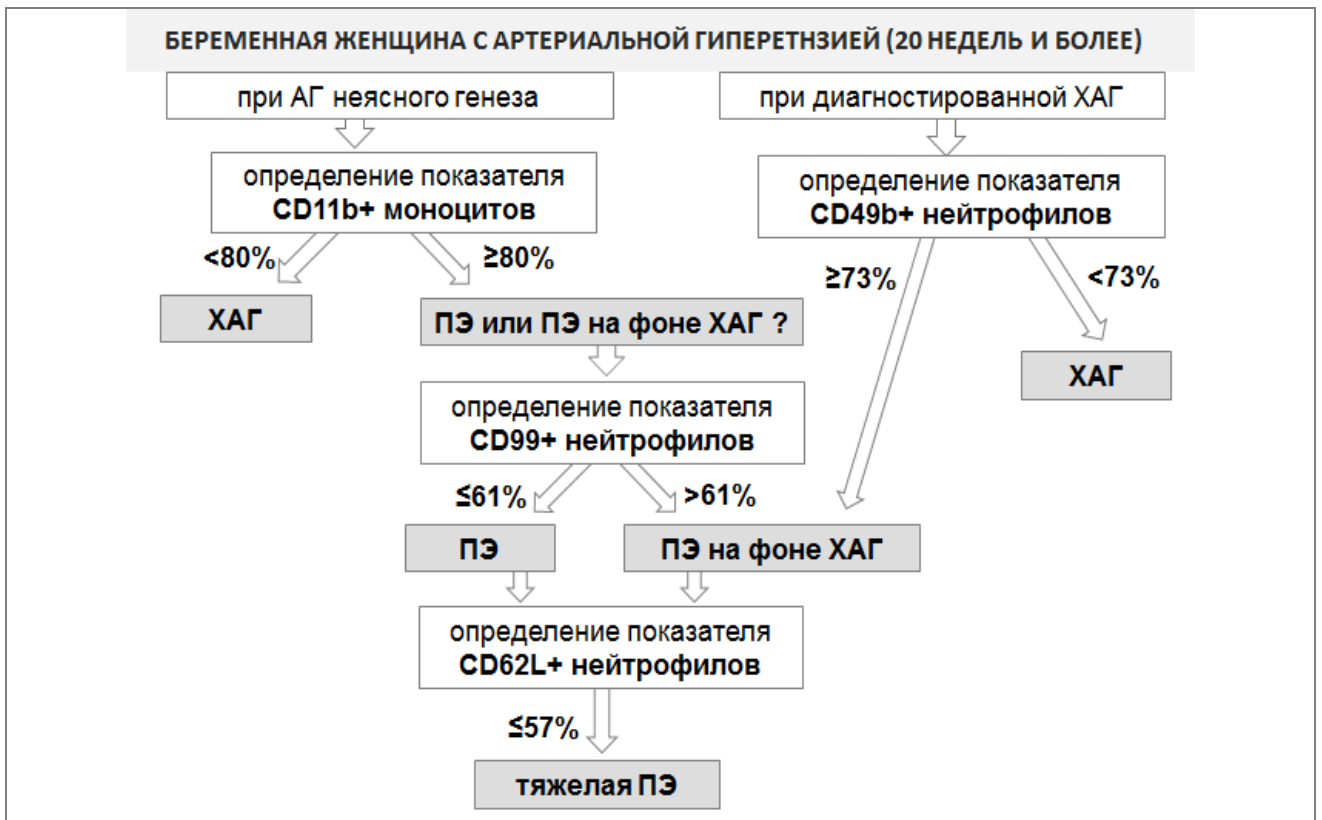 БЕРЕМЕННАЯ ЖЕНЩИНА С АРТЕРИАЛЬНОЙ ГИПЕРЕТНЗИЕЙ (20 НЕДЕЛЬ И БОЛЕЕ)
при АГ неясного генеза
при диагностированной ХАГ
определение показателя
CD11b+ моноцитов
определение показателя
CD49b+ нейтрофилов
<80%
≥80%
≥73%
<73%
ХАГ
ПЭ или ПЭ на фоне ХАГ ?
ХАГ
определение показателя
CD99+ нейтрофилов
≤61%
>61%
ПЭ
ПЭ на фоне ХАГ
определение показателя
CD62L+ нейтрофилов
≤57%
тяжелая ПЭ